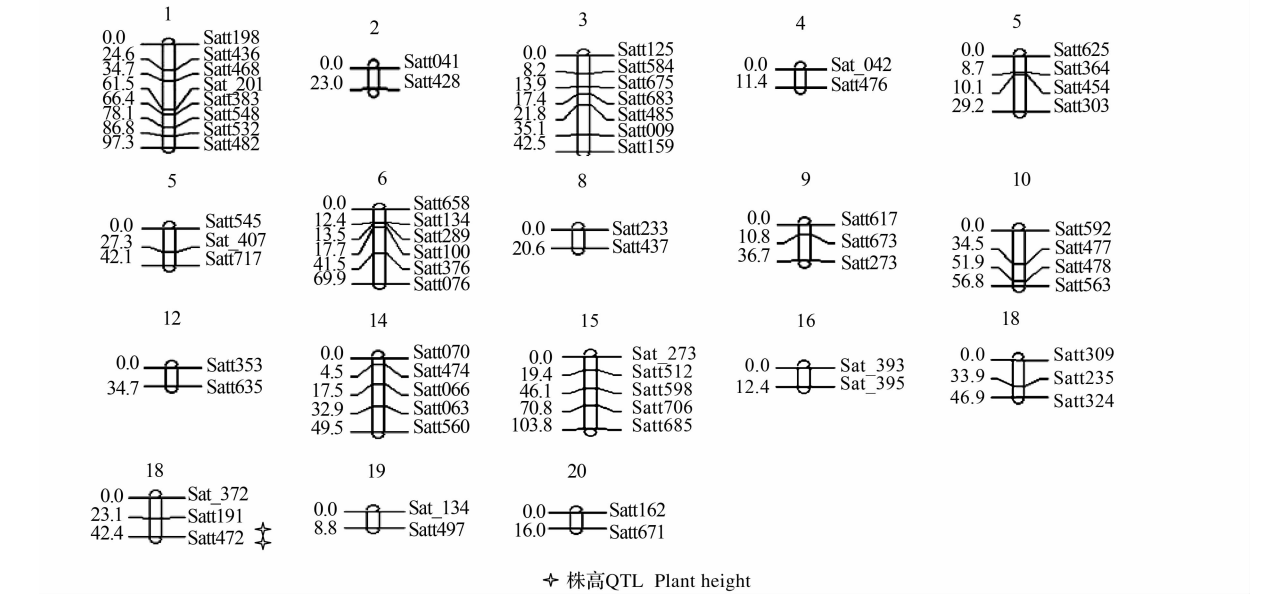 1
0.0 Satt198
24.6 Satt436
34.7 Satt468
61.5 Sat_201
66.4 Satt383
78.1 Satt548
86.8 Satt532
97.3 Satt482
2
0.0 Satt041
23.0 Satt428
3
0.0 Satt125
8.2 Satt584
13.9 Satt675
17.4 Satt683
21.8 Satt485
35.1 Satt009
42.5 Satt159
4
0.0 Sat_042
11.4 Satt476
5
0.0 Satt625
8.7 Satt364
10.1 Satt454
29.2 Satt303
5
0.0 Satt545
27.3 Sat_407
42.1 Satt717
6
0.0 Satt658
12.4 Satt134
13.5 Satt289
17.7 Satt100
41.5 Satt376
69.9 Satt076
8
0.0 Satt233
20.6 Satt437
9
0.0 Satt617
10.8 Satt673
36.7 Satt273
10
0.0 Satt592
34.5 Satt477
51.9 Satt478
56.8 Satt563
12
0.0 Satt353
34.7 Satt635
14
0.0 Satt070
4.5 Satt474
17.5 Satt066
32.9 Satt063
49.5 Satt560
15
0.0 Sat_273
19.4 Satt512
46.1 Satt598
70.8 Satt706
103.8 Satt685
16
0.0 Sat_393
12.4 Sat_395
18
0.0 Satt309
33.9 Satt235
46.9 Satt324
18
0.0 Sat_372
23.1 Satt191
42.4 Satt472
19
0.0 Sat_134
8.8 Satt497
20
0.0 Satt162
16.0 Satt671
株高QTL Plant height